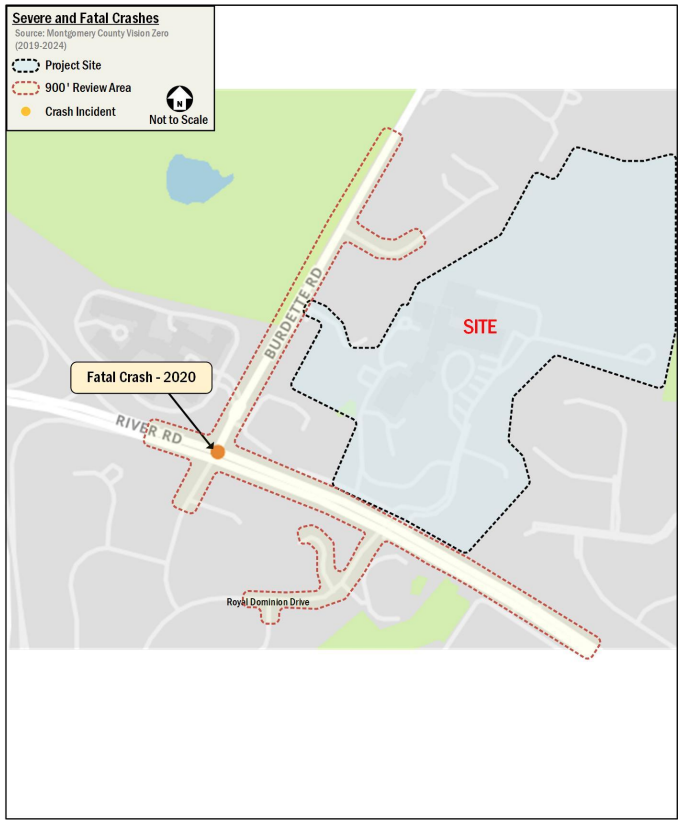 Severe and Fatal Crashes
Source: Montgomery County Vision Zero
(2019-2024)
Project Site
900' Review Area
Crash Incident
N
Not to Scale
BURDETTE RD
SITE
Fatal Crash - 2020
RIVER RD
Royal Dominion Drive